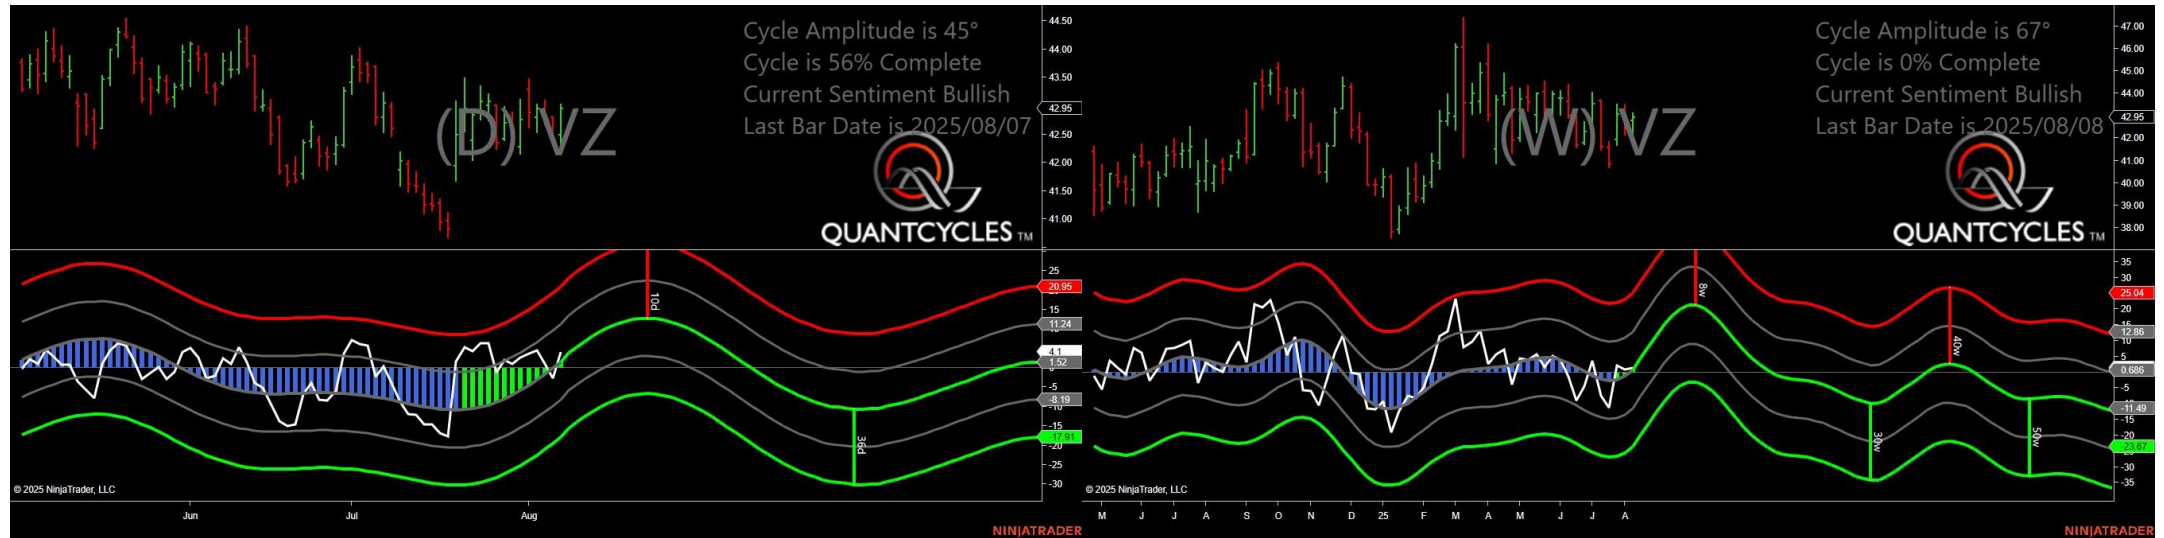 Cycle Amplitude is 45°
Cycle is 56% Complete
Current Sentiment Bullish
Last Bar Date is 2025/08/07
(D) VZ
QUANTCYCLES TM
44.50
44.00
43.50
42.95
42.50
42.00
41.50
41.00
25
20.95
15
11.24
4.1
1.52
-5
-8.19
-10
-15
-17.91
-20
-25
-30
10d
36d
© 2025 NinjaTrader, LLC
Jun
Jul
Aug
NINJATRADER
Cycle Amplitude is 67°
Cycle is 0% Complete
Current Sentiment Bullish
Last Bar Date is 2025/08/08
(W) VZ
QUANTCYCLES TM
47.00
46.00
45.00
44.00
42.95
42.00
41.00
40.00
39.00
38.00
35
30
25.04
20
15
12.86
10
5
0.686
-5
-11.49
-15
-20
-23.67
-30
-35
8w
40w
30w
50w
© 2025 NinjaTrader, LLC
M J J A S O N D 25 F M A M J J A
NINJATRADER